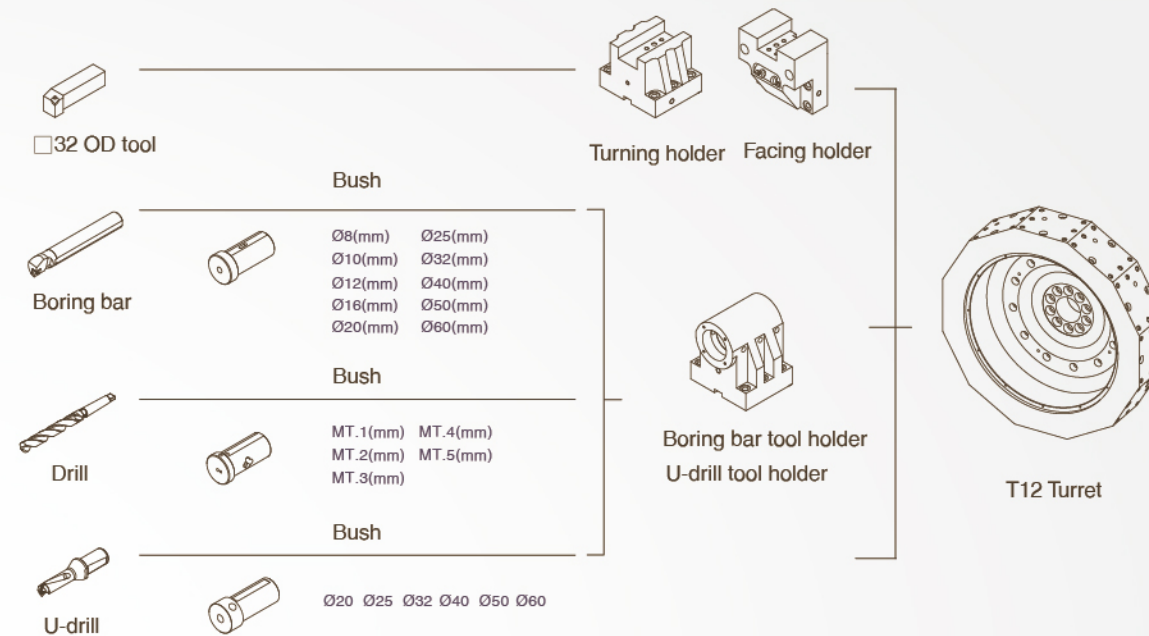 □32 OD tool
Turning holder Facing holder
Bush
Boring bar
Ø8(mm) Ø25(mm)
Ø10(mm) Ø32(mm)
Ø12(mm) Ø40(mm)
Ø16(mm) Ø50(mm)
Ø20(mm) Ø60(mm)
Bush
Drill
MT.1(mm) MT.4(mm)
MT.2(mm) MT.5(mm)
MT.3(mm)
Bush
U-drill
Ø20 Ø25 Ø32 Ø40 Ø50 Ø60
Boring bar tool holder
U-drill tool holder
T12 Turret